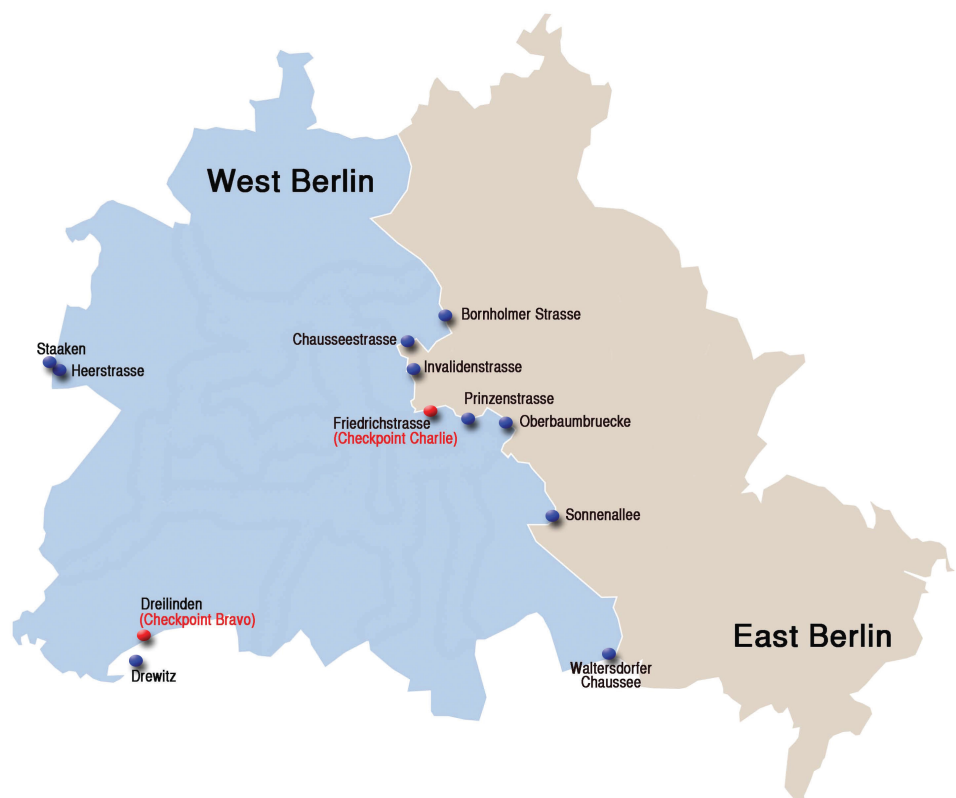 West Berlin
Bornholmer Strasse
Chausseestrasse
Staaken
Heerstrasse
Invalidenstrasse
Prinzenstrasse
Friedrichstrasse
(Checkpoint Charlie)
Oberbaumbruecke
Sonnenallee
Dreilinden
(Checkpoint Bravo)
East Berlin
Drewitz
Waltersdorfer
Chaussee